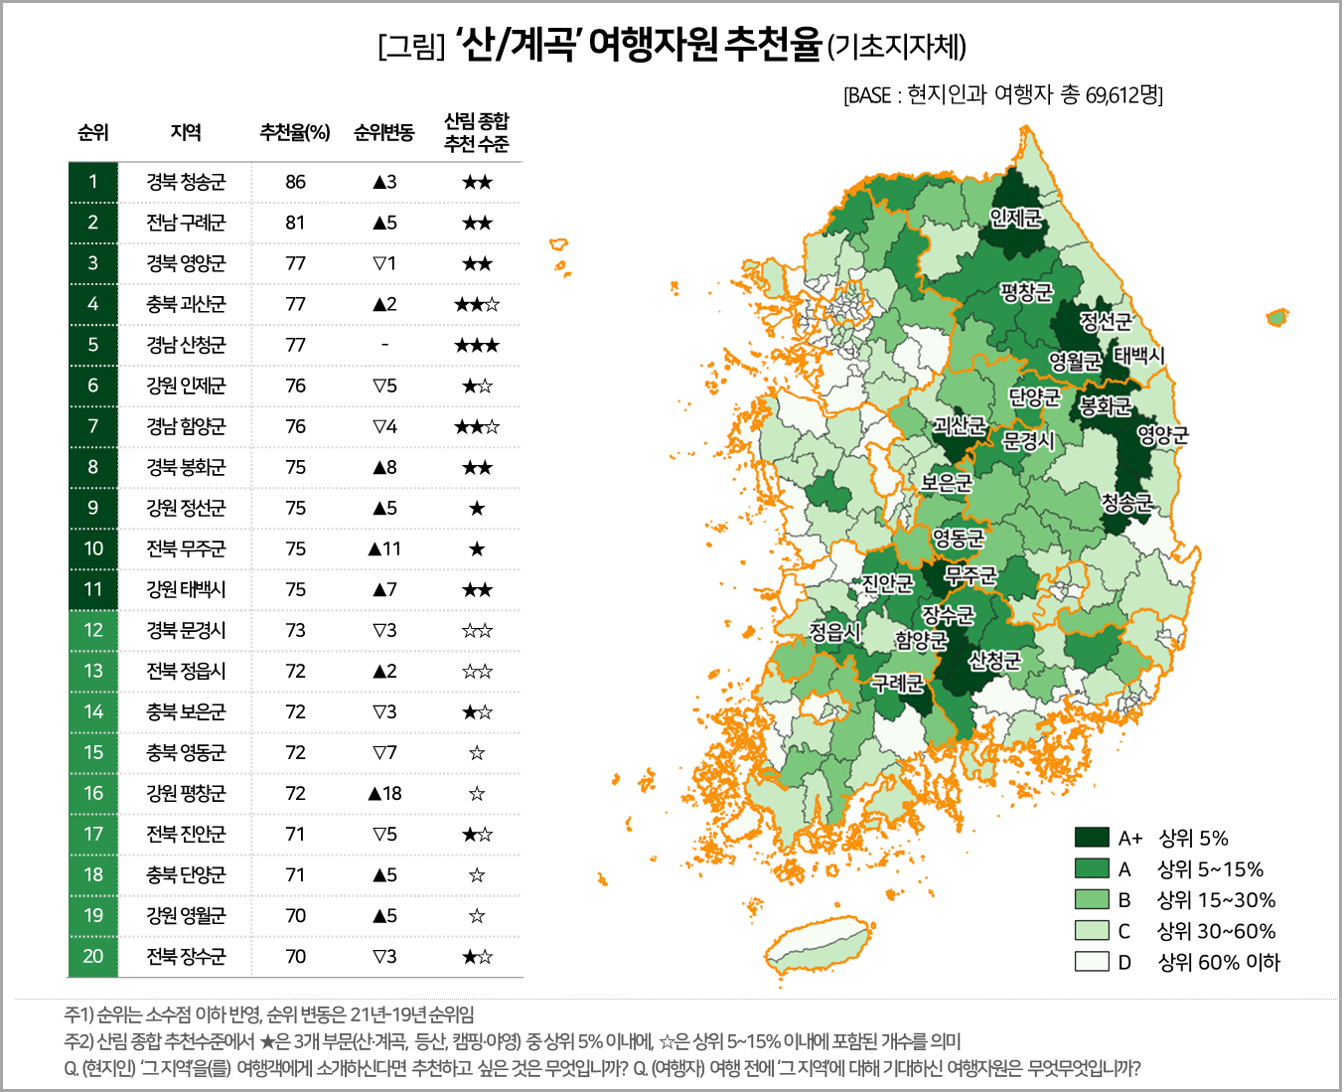 [그림] ‘산/계곡’ 여행자원 추천율 (기초지자체)
[BASE : 현지인과 여행자 총 69,612명]
순위 지역 추천율(%) 순위변동 산림 종합
추천 수준
1 경북 청송군 86 ▲3 ★★
2 전남 구례군 81 ▲5 ★★
3 경북 영양군 77 ▽1 ★★
4 충북 괴산군 77 ▲2 ★★☆
5 경남 산청군 77 - ★★★
6 강원 인제군 76 ▽5 ★☆
7 경남 함양군 76 ▽4 ★★☆
8 경북 봉화군 75 ▲8 ★★
9 강원 정선군 75 ▲5 ★
10 전북 무주군 75 ▲11 ★
11 강원 태백시 75 ▲7 ★★
12 경북 문경시 73 ▽3 ☆☆
13 전북 정읍시 72 ▲2 ☆☆
14 충북 보은군 72 ▽3 ★☆
15 충북 영동군 72 ▽7 ☆
16 강원 평창군 72 ▲18 ☆
17 전북 진안군 71 ▽5 ★☆
18 충북 단양군 71 ▲5 ☆
19 강원 영월군 70 ▲5 ☆
20 전북 장수군 70 ▽3 ★☆
인제군
평창군
정선군
영월군 태백시
단양군
봉화군
괴산군
문경시
영양군
보은군
청송군
영동군
진안군 무주군
장수군
정읍시
함양군
산청군
구례군
A+ 상위 5%
A 상위 5~15%
B 상위 15~30%
C 상위 30~60%
D 상위 60% 이하
주1) 순위는 소수점 이하 반영, 순위 변동은 21년-19년 순위임
주2) 산림 종합 추천수준에서 ★은 3개 부문(산·계곡, 등산, 캠핑·야영) 중 상위 5% 이내에, ☆은 상위 5~15% 이내에 포함된 개수를 의미
Q. (현지인) ‘그 지역’을(를) 여행객에게 소개하신다면 추천하고 싶은 것은 무엇입니까? Q. (여행자) 여행 전에 ‘그 지역’에 대해 기대하신 여행자원은 무엇무엇입니까?